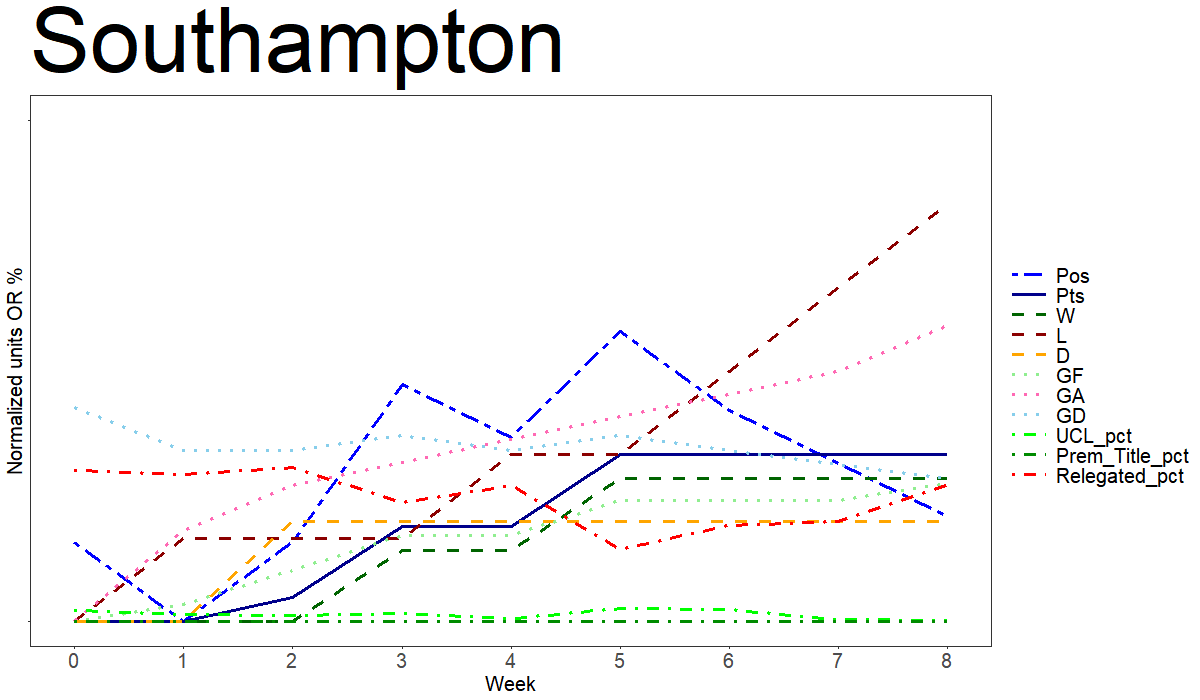 Southampton
Normalized units OR %
0 1 2 3 4 5 6 7 8
Week
Pos
Pts
W
L
D
GF
GA
GD
UCL_pct
Prem_Title_pct
Relegated_pct